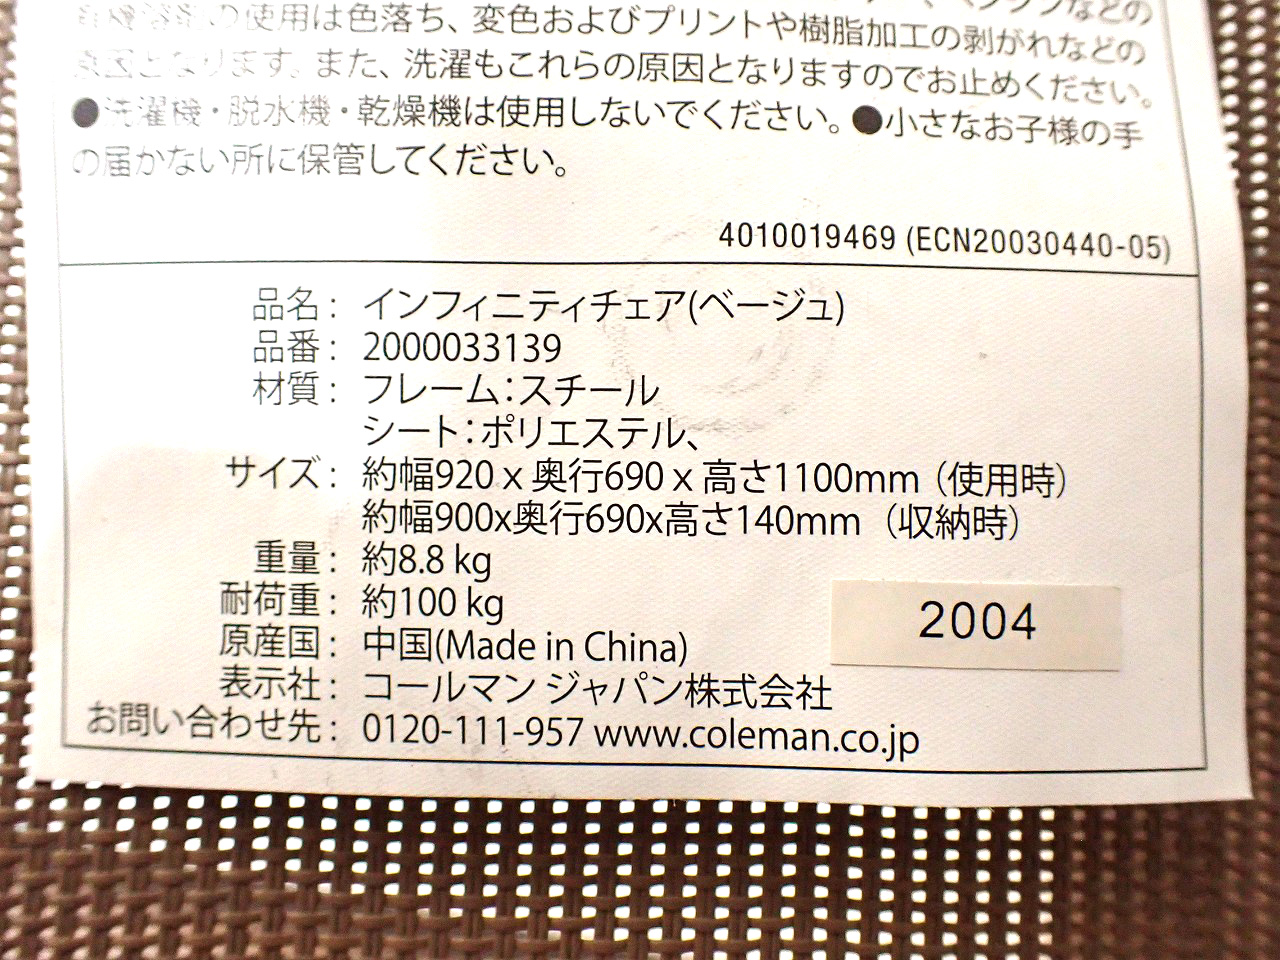 の使用は色落ち、変色およびプリントや樹脂加工の剥がれなどの
原因となります。また、洗濯もこれらの原因となりますのでお止めください。
●洗濯機・脱水機・乾燥機は使用しないでください。●小さなお子様の手
の届かない所に保管してください。
4010019469 (ECN20030440-05)
品名： インフィニティチェア(ベージュ)
品番： 2000033139
材質： フレーム：スチール
シート：ポリエステル、
サイズ： 約幅920 x 奥行690 x 高さ1100mm（使用時）
約幅900x奥行690x高さ140mm（収納時）
重量： 約8.8 kg
耐荷重： 約100 kg
2004
原産国： 中国(Made in China)
表示社： コールマン ジャパン株式会社
お問い合わせ先： 0120-111-957 www.coleman.co.jp